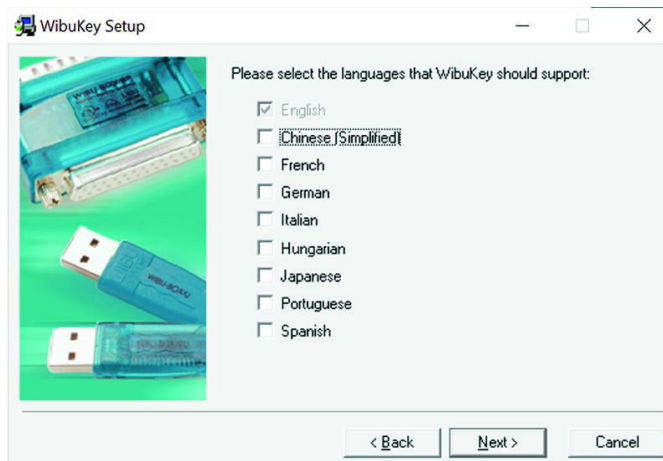 WibuKey Setup
Please select the languages that WibuKey should support:
English
Chinese (Simplified)
French
German
Italian
Hungarian
Japanese
Portuguese
Spanish
< Back
Next >
Cancel